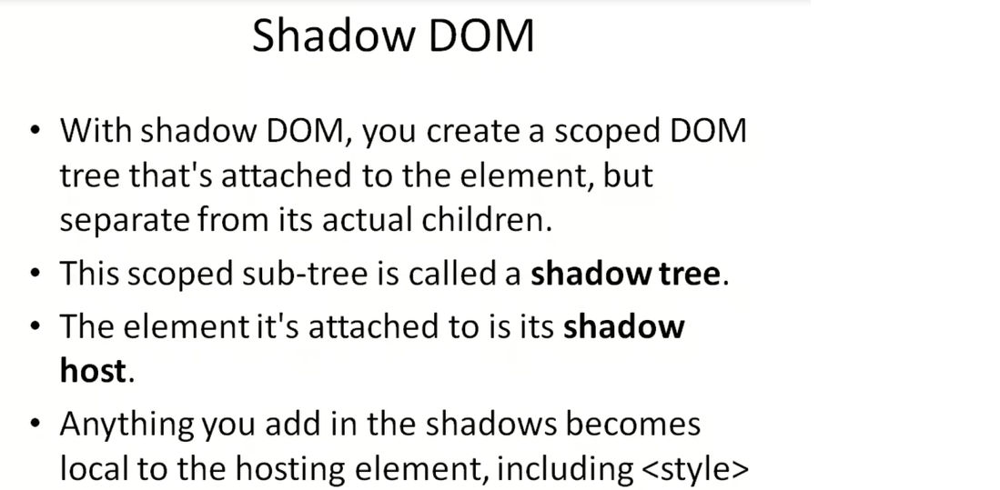 Shadow DOM
• With shadow DOM, you create a scoped DOM
tree that's attached to the element, but
separate from its actual children.
• This scoped sub-tree is called a shadow tree.
• The element it's attached to is its shadow
host.
• Anything you add in the shadows becomes
local to the hosting element, including <style>